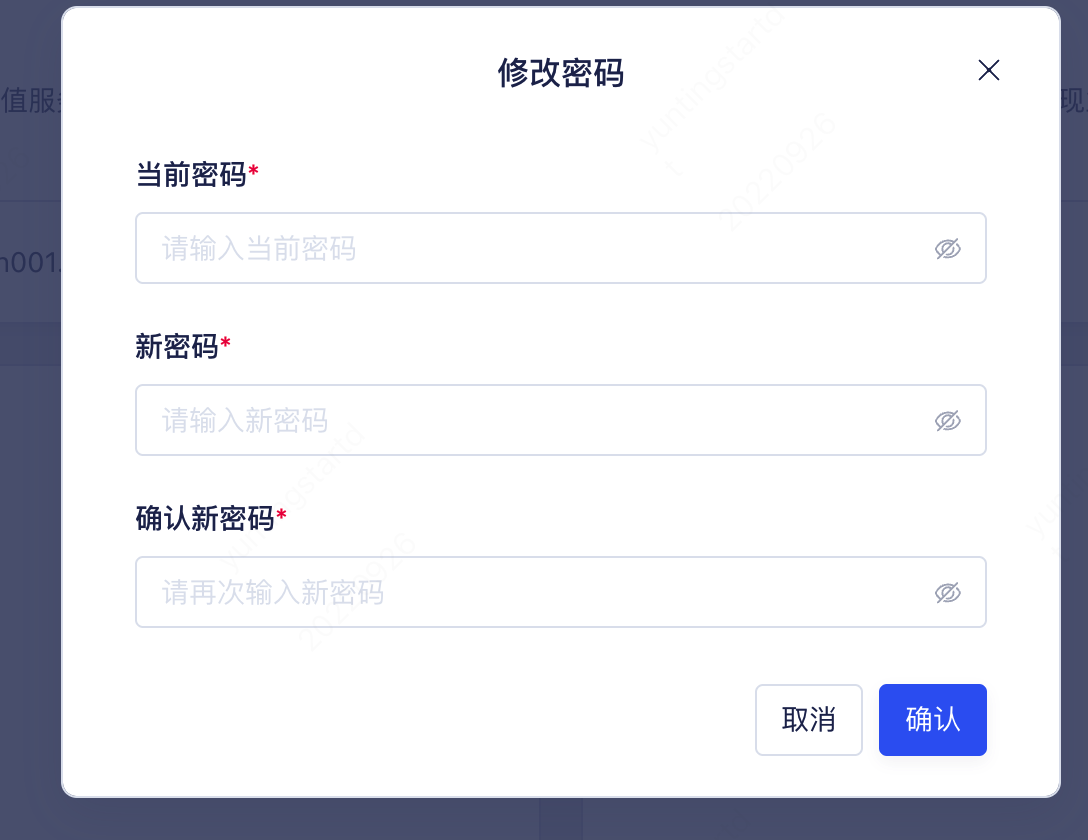 修改密码
值服
现
当前密码*
请输入当前密码
n001.
新密码*
请输入新密码
确认新密码*
请再次输入新密码
取消
确认
yuntingstartd
20220926
yuntingstartd
20220926